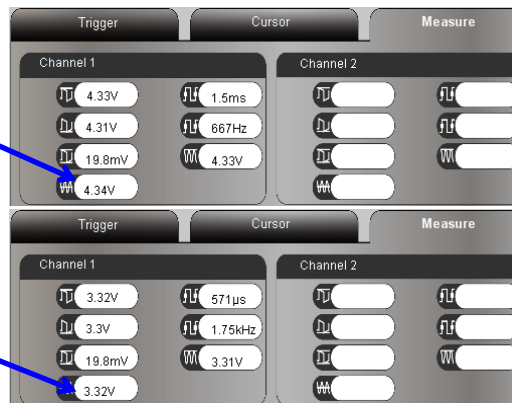 Trigger Cursor Measure
Channel 1 Channel 2
4.33V 1.5ms
4.31V 667Hz
19.8mV 4.33V
4.34V
Trigger Cursor Measure
Channel 1 Channel 2
3.32V 571µs
3.3V 1.75kHz
19.8mV 3.31V
3.32V